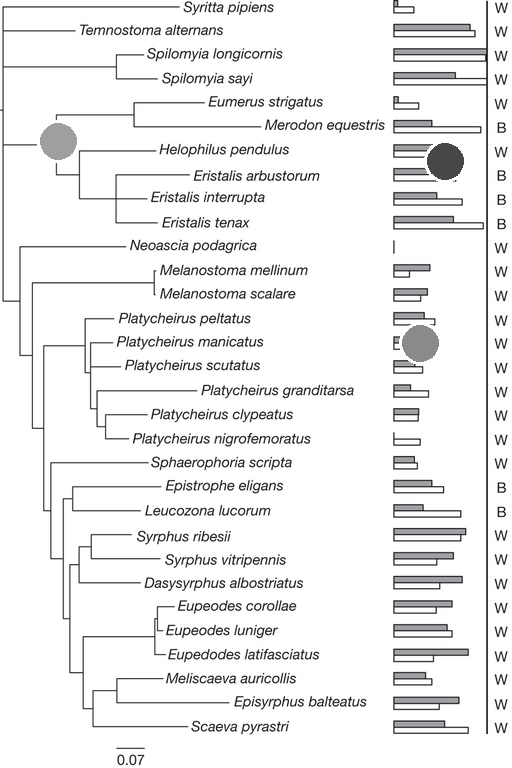 Syritta pipiens W
Temnostoma alternans W
Spilomyia longicornis W
Spilomyia sayi W
Eumerus strigatus W
Merodon equestris B
Helophilus pendulus W
Eristalis arbustorum B
Eristalis interrupta B
Eristalis tenax B
Neoascia podagrica W
Melanostoma mellinum W
Melanostoma scalare W
Platycheirus peltatus W
Platycheirus manicatus W
Platycheirus scutatus W
Platycheirus granditarsa W
Platycheirus clypeatus W
Platycheirus nigrofemoratus W
Sphaerophoria scripta W
Epistrophe eligans B
Leucozona lucorum B
Syrphus ribesii W
Syrphus vitripennis W
Dasysyrphus albostriatus W
Eupeodes corollae W
Eupeodes luniger W
Eupedodes latifasciatus W
Meliscaeva auricollis W
Episyrphus balteatus W
Scaeva pyrastri W
0.07